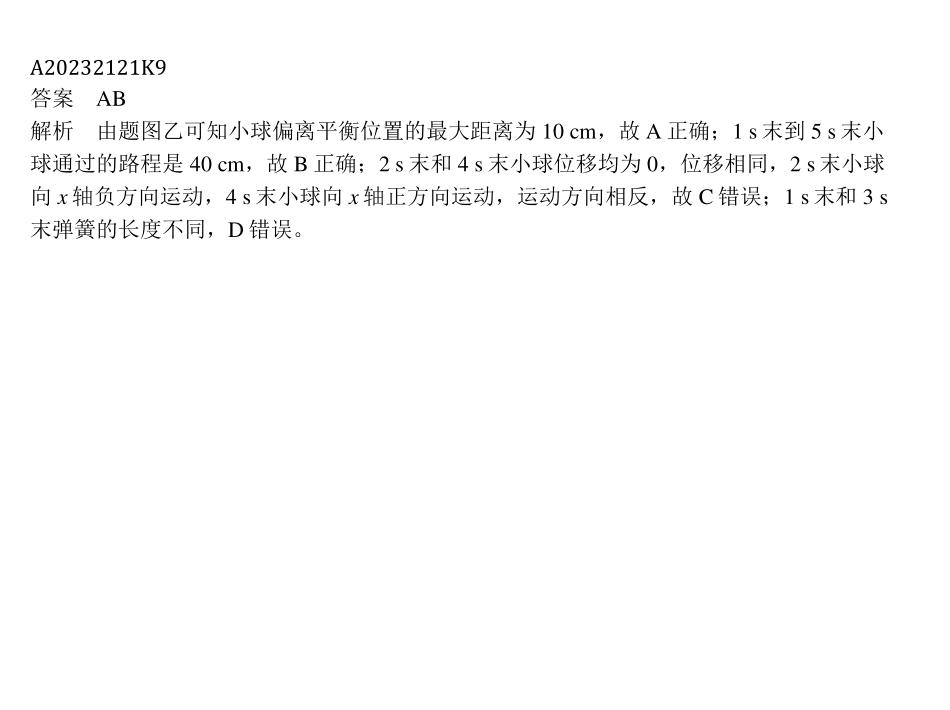 A20232121K9
答案 AB
解析 由题图乙可知小球偏离平衡位置的最大距离为 10 cm，故 A 正确；1 s 末到 5 s 末小
球通过的路程是 40 cm，故 B 正确；2 s 末和 4 s 末小球位移均为 0，位移相同，2 s 末小球
向 x 轴负方向运动，4 s 末小球向 x 轴正方向运动，运动方向相反，故 C 错误；1 s 末和 3 s
末弹簧的长度不同，D 错误。